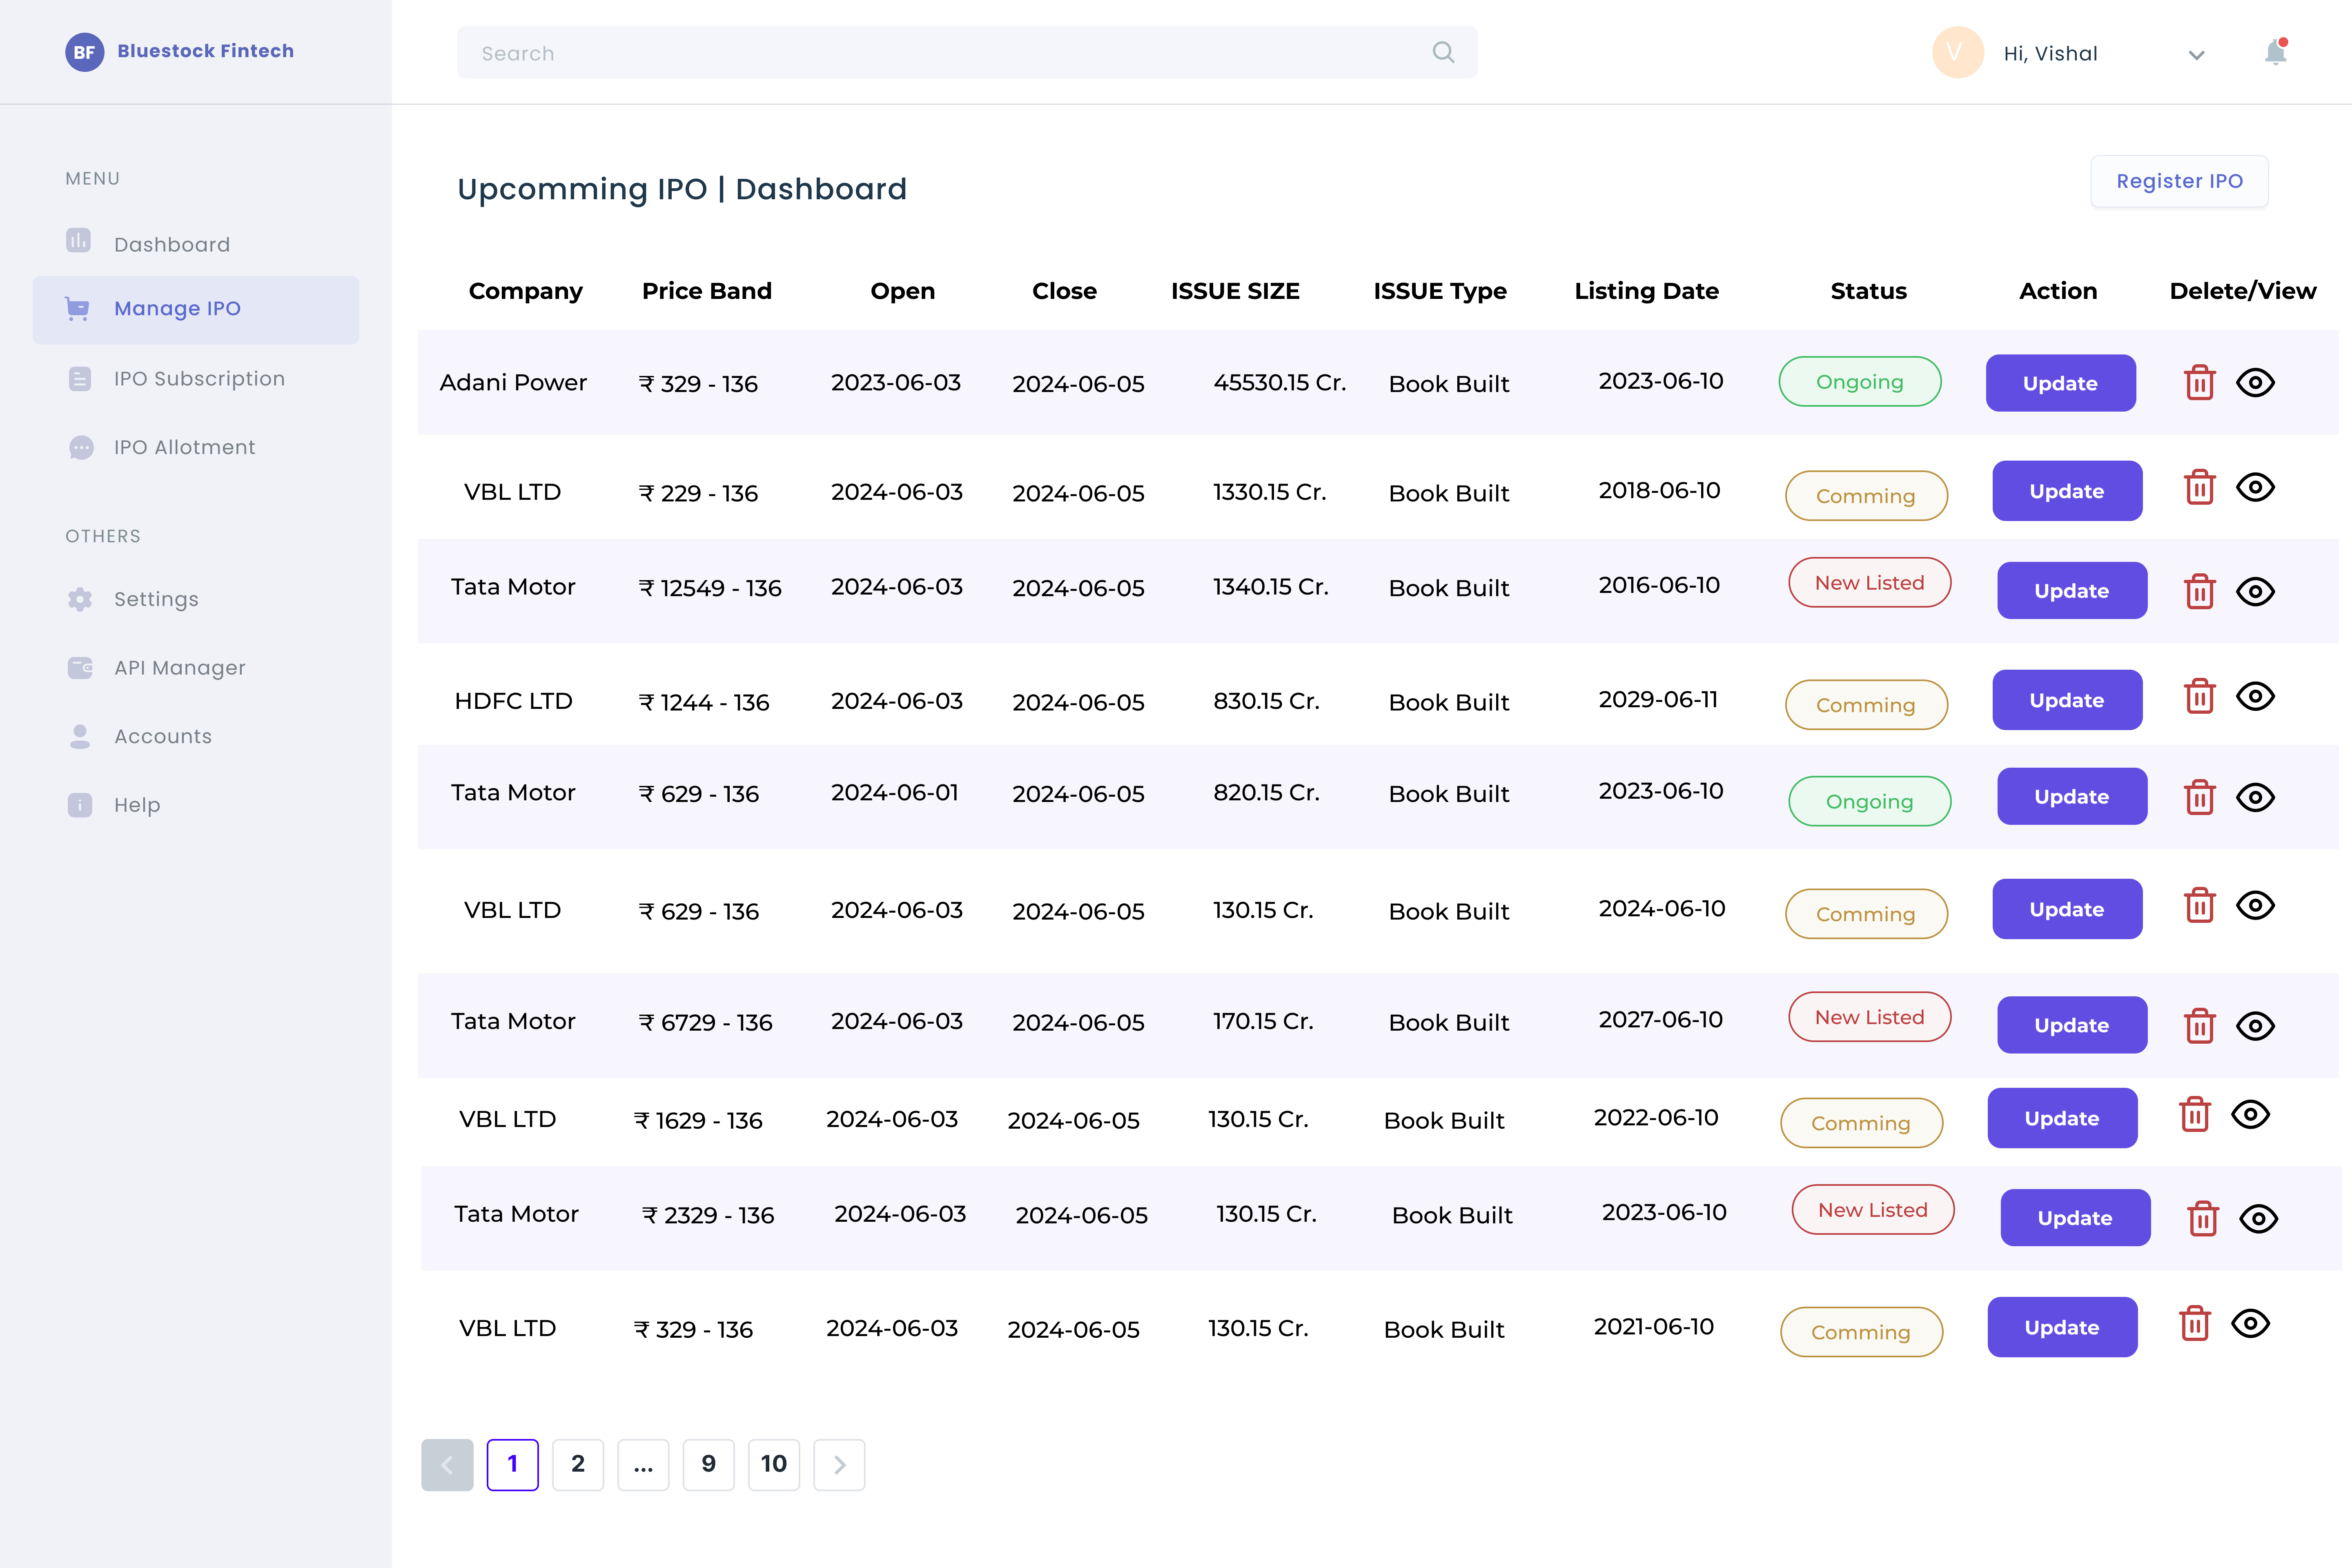 BF Bluestock Fintech
Search
V Hi, Vishal
MENU
Dashboard
Manage IPO
IPO Subscription
IPO Allotment
OTHERS
Settings
API Manager
Accounts
Help
Upcomming IPO | Dashboard
Register IPO
Company Price Band Open Close ISSUE SIZE ISSUE Type Listing Date Status Action Delete/View
Adani Power ₹ 329 - 136 2023-06-03 2024-06-05 45530.15 Cr. Book Built 2023-06-10 Ongoing Update
VBL LTD ₹ 229 - 136 2024-06-03 2024-06-05 1330.15 Cr. Book Built 2018-06-10 Comming Update
Tata Motor ₹ 12549 - 136 2024-06-03 2024-06-05 1340.15 Cr. Book Built 2016-06-10 New Listed Update
HDFC LTD ₹ 1244 - 136 2024-06-03 2024-06-05 830.15 Cr. Book Built 2029-06-11 Comming Update
Tata Motor ₹ 629 - 136 2024-06-01 2024-06-05 820.15 Cr. Book Built 2023-06-10 Ongoing Update
VBL LTD ₹ 629 - 136 2024-06-03 2024-06-05 130.15 Cr. Book Built 2024-06-10 Comming Update
Tata Motor ₹ 6729 - 136 2024-06-03 2024-06-05 170.15 Cr. Book Built 2027-06-10 New Listed Update
VBL LTD ₹ 1629 - 136 2024-06-03 2024-06-05 130.15 Cr. Book Built 2022-06-10 Comming Update
Tata Motor ₹ 2329 - 136 2024-06-03 2024-06-05 130.15 Cr. Book Built 2023-06-10 New Listed Update
VBL LTD ₹ 329 - 136 2024-06-03 2024-06-05 130.15 Cr. Book Built 2021-06-10 Comming Update
1 2 ... 9 10